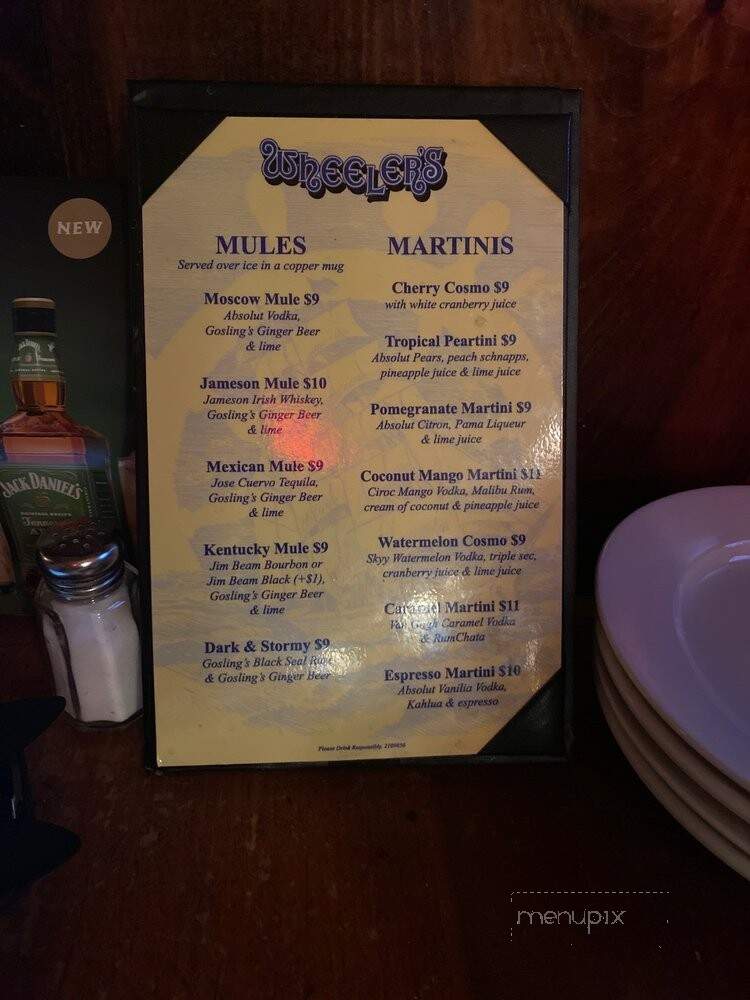 WHEELER'S
MULES
Served over ice in a copper mug
Moscow Mule $9
Absolut Vodka,
Gosling's Ginger Beer
& lime
Jameson Mule $10
Jameson Irish Whiskey,
Gosling's Ginger Beer
& lime
Mexican Mule $9
Jose Cuervo Tequila,
Gosling's Ginger Beer
& lime
Kentucky Mule $9
Jim Beam Bourbon or
Jim Beam Black (+$1),
Gosling's Ginger Beer
& lime
Dark & Stormy $9
Gosling's Black Seal Rum
& Gosling's Ginger Beer
MARTINIS
Cherry Cosmo $9
with white cranberry juice
Tropical Peartini $9
Absolut Pears, peach schnapps,
pineapple juice & lime juice
Pomegranate Martini $9
Absolut Citron, Pama Liqueur
& lime juice
Coconut Mango Martini $11
Ciroc Mango Vodka, Malibu Rum,
cream of coconut & pineapple juice
Watermelon Cosmo $9
Skyy Watermelon Vodka, triple sec,
cranberry juice & lime juice
Caramel Martini $11
Van Gogh Caramel Vodka
& RumChata
Espresso Martini $10
Absolut Vanilia Vodka,
Kahlua & espresso
Please Drink Responsibly. 2109036
NEW
JACK DANIEL'S
menupix